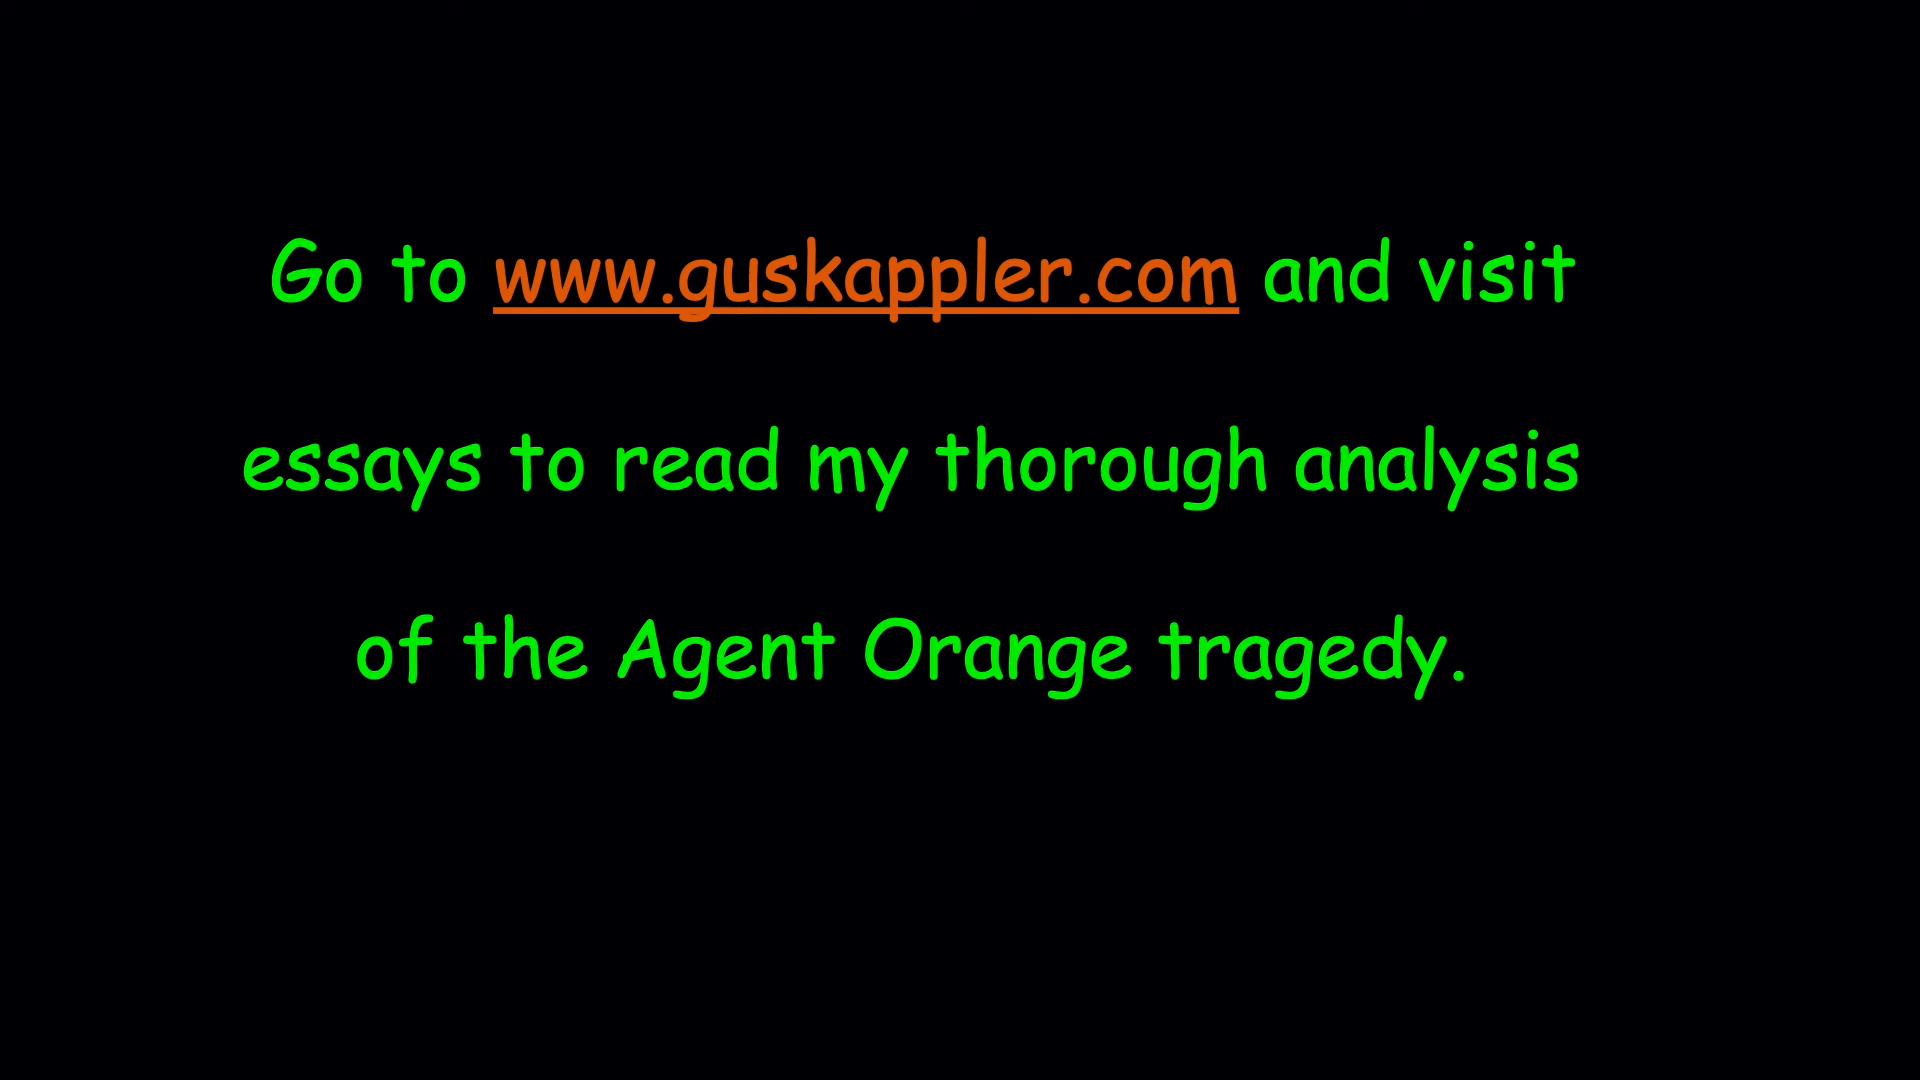 Go to www.guskappler.com and visit
essays to read my thorough analysis
of the Agent Orange tragedy.